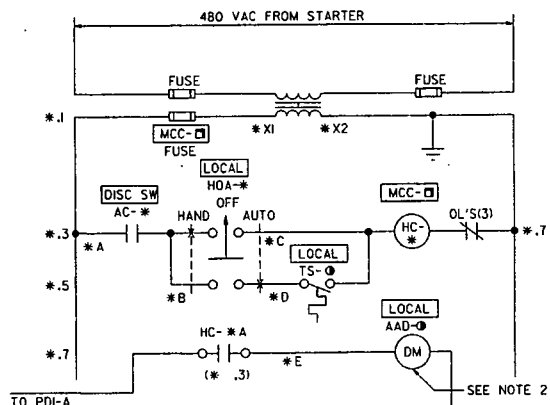 480 VAC FROM STARTER
FUSE
FUSE
*.1
*X1
*X2
MCC-
FUSE
LOCAL
HOA-*
OFF
DISC SW
AC-*
HAND
AUTO
MCC-
OL'S(3)
*.3
*A
*C
HC-
*
*.7
LOCAL
TS-
*.5
*B
*D
LOCAL
AAD-
HC-*A
*.7
(* .3)
*E
DM
SEE NOTE 2
TO PDI-A